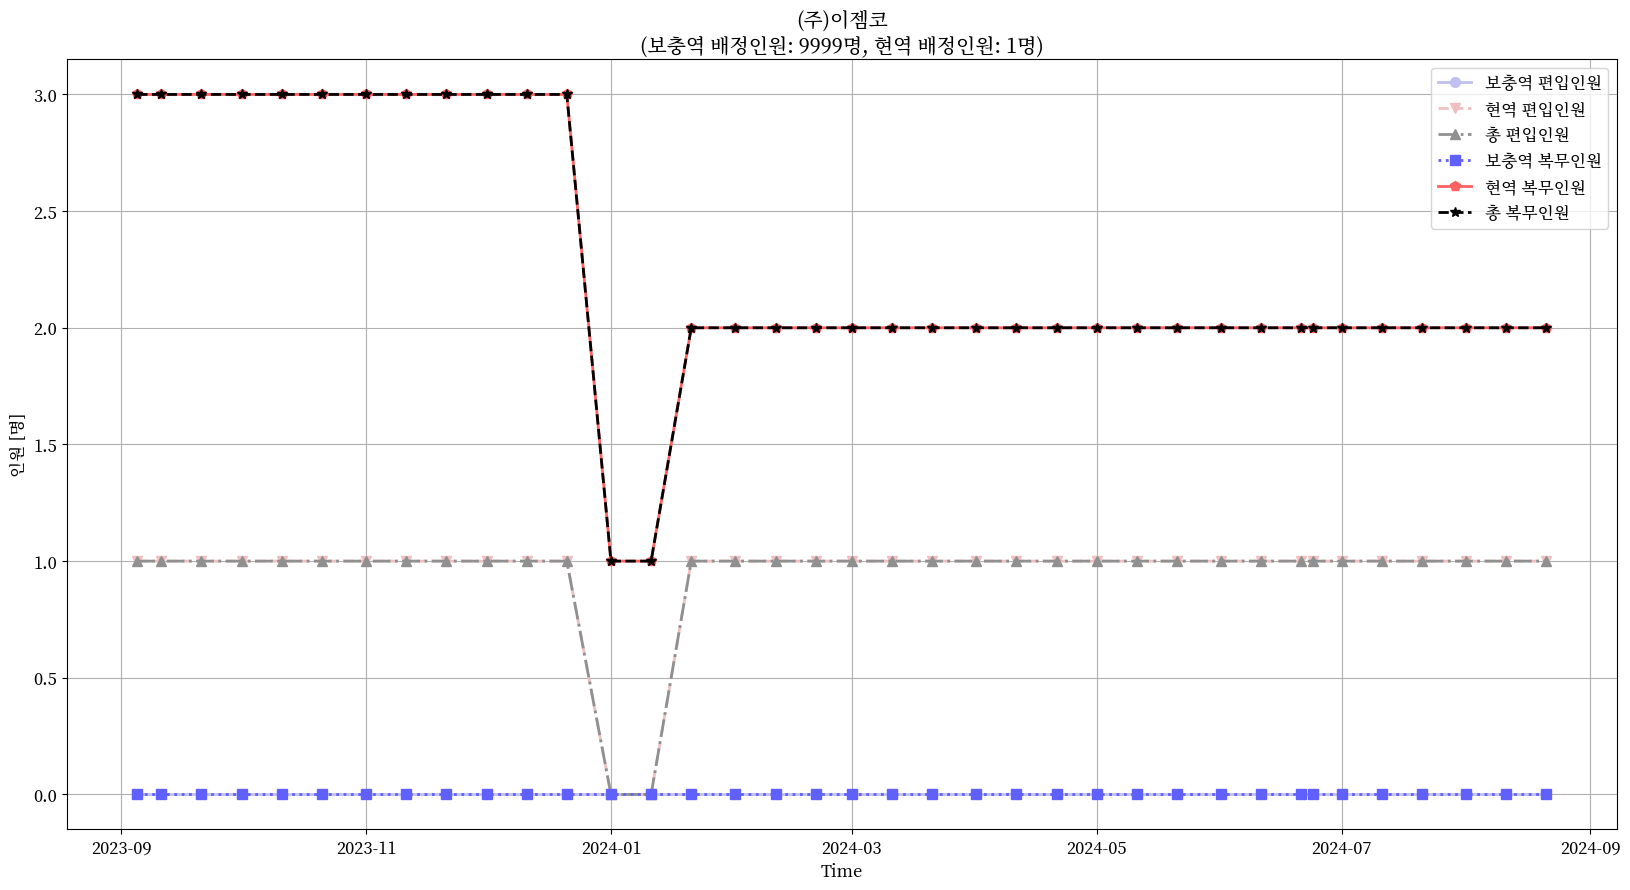 (주)이젬코
(보충역 배정인원: 9999명, 현역 배정인원: 1명)
보충역 편입인원
현역 편입인원
총 편입인원
보충역 복무인원
현역 복무인원
총 복무인원
인원 [명]
3.0
2.5
2.0
1.5
1.0
0.5
0.0
2023-09
2023-11
2024-01
2024-03
2024-05
2024-07
2024-09
Time